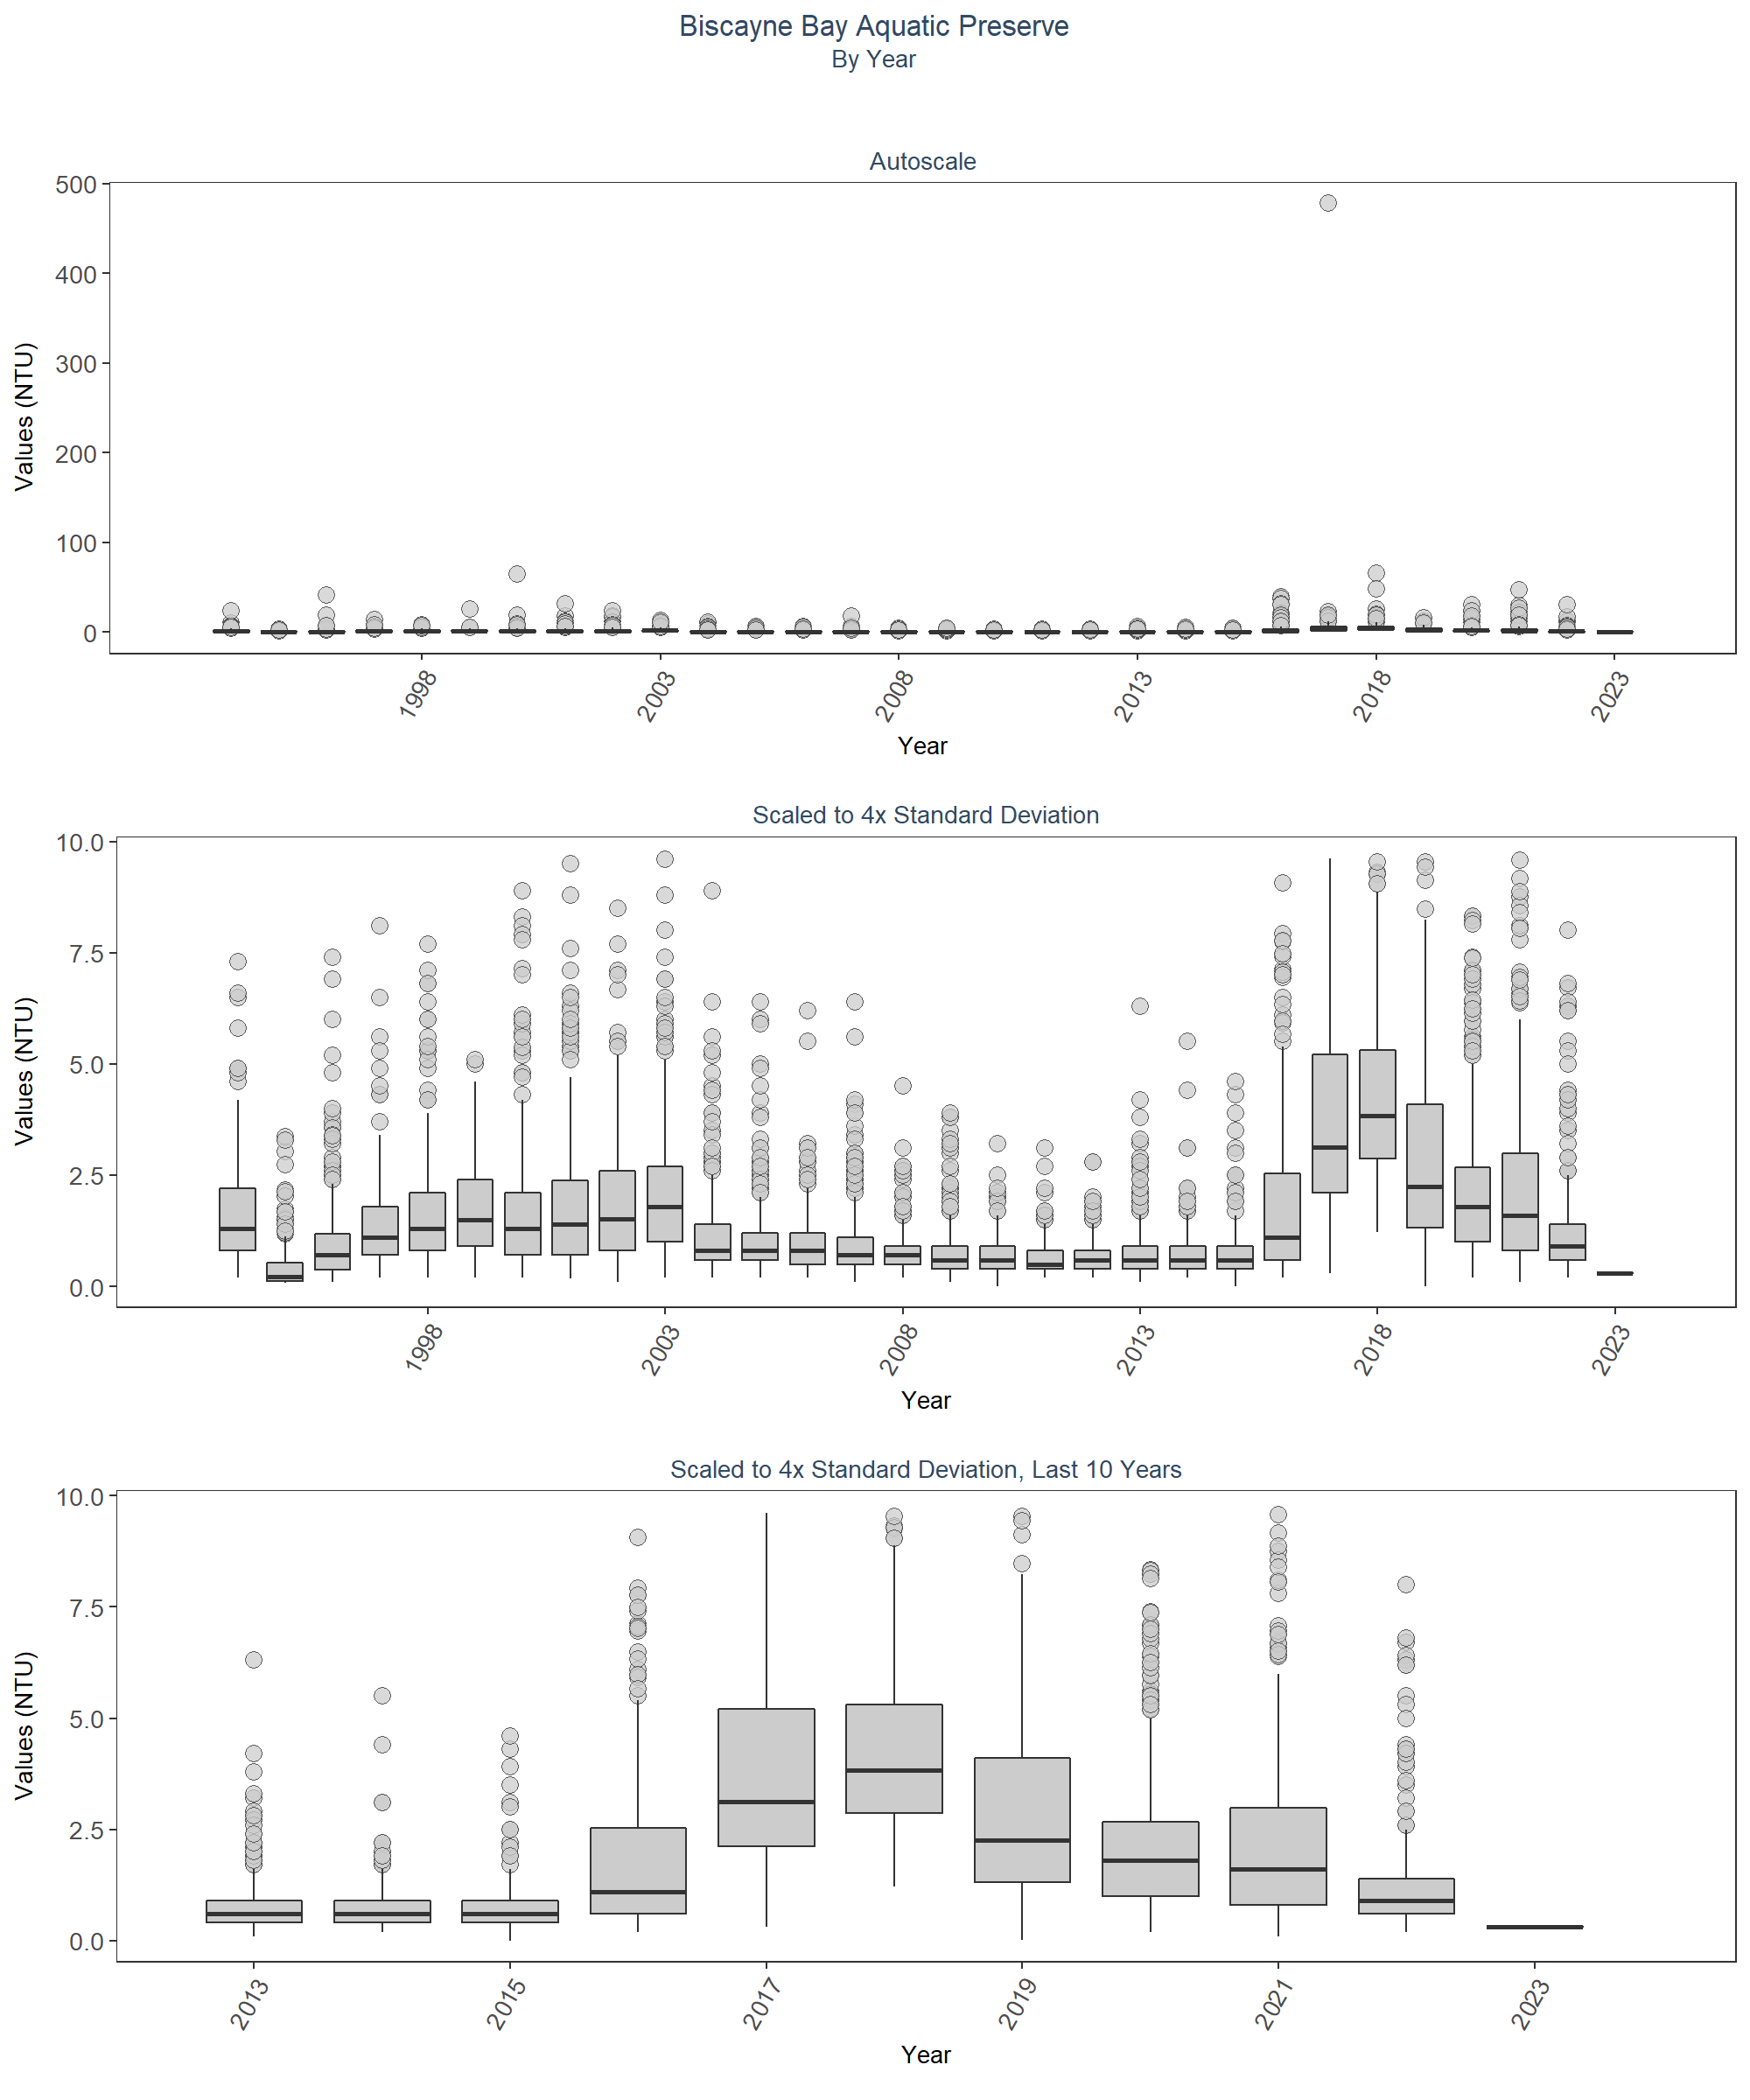 Biscayne Bay Aquatic Preserve
By Year
Autoscale
Values (NTU)
500
400
300
200
100
0
1998 2003 2008 2013 2018 2023
Year
Scaled to 4x Standard Deviation
Values (NTU)
10.0
7.5
5.0
2.5
0.0
1998 2003 2008 2013 2018 2023
Year
Scaled to 4x Standard Deviation, Last 10 Years
Values (NTU)
10.0
7.5
5.0
2.5
0.0
2013 2015 2017 2019 2021 2023
Year